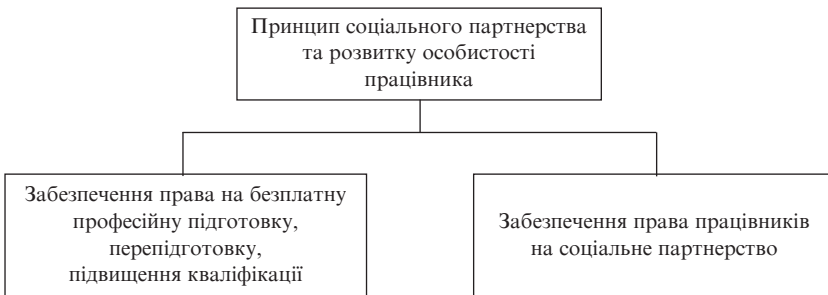 Принцип соціального партнерства
та розвитку особистості
працівника
Забезпечення права на безплатну
професійну підготовку,
перепідготовку,
підвищення кваліфікації
Забезпечення права працівників
на соціальне партнерство